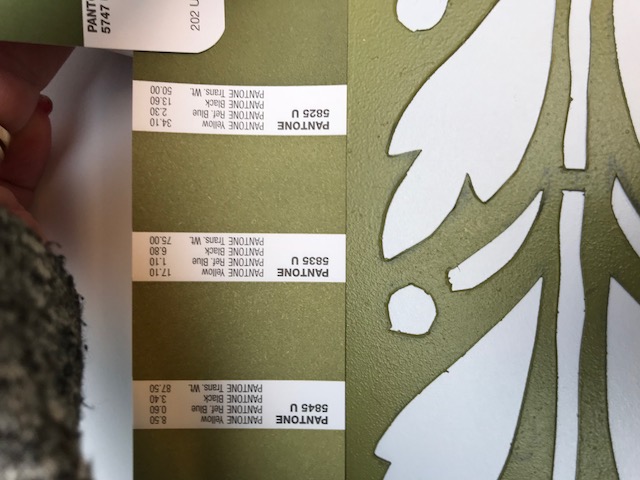 PANT
5747
202 U
PANTONE PANTONE Yellow 34.10
5825 U PANTONE Ref. Blue 2.30
PANTONE Black 13.60
PANTONE Trans. Wt. 50.00
PANTONE PANTONE Yellow 17.10
5835 U PANTONE Ref. Blue 1.10
PANTONE Black 6.80
PANTONE Trans. Wt. 75.00
PANTONE PANTONE Yellow 8.50
5845 U PANTONE Ref. Blue 0.60
PANTONE Black 3.40
PANTONE Trans. Wt. 87.50